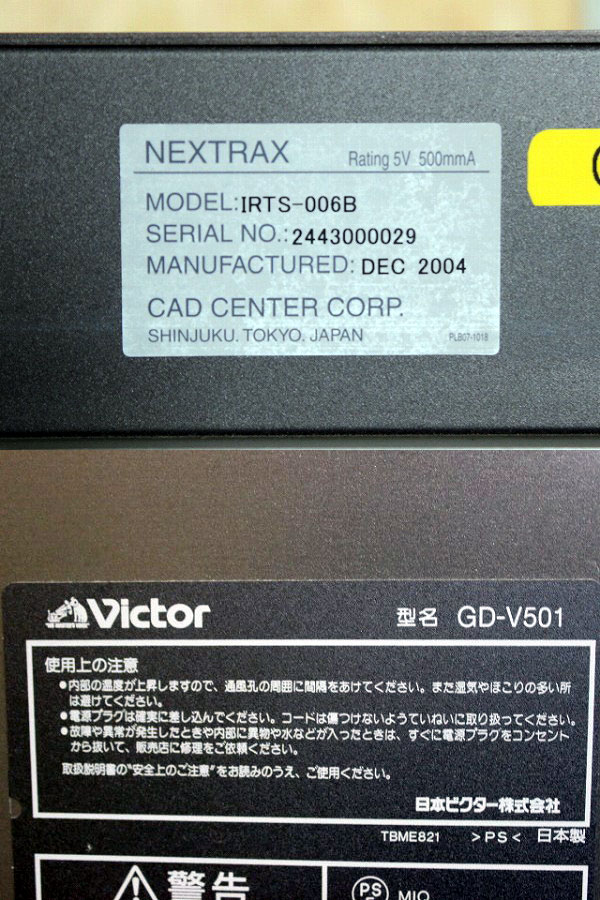 NEXTRAX Rating 5V 500mmA
MODEL:IRTS-006B
SERIAL NO.:2443000029
MANUFACTURED: DEC 2004
CAD CENTER CORP.
SHINJUKU. TOKYO. JAPAN PLB07-1018
Victor 型名 GD-V501
使用上の注意
●内部の温度が上昇しますので、通風孔の周囲に間隔をあけてください。また湿気やほこりの多い所
は避けてください。
●電源プラグは確実に差し込んでください。コードは傷つけないようていねいに取り扱ってください。
●故障や異常が発生したときや内部に異物や水などが入ったときは、すぐに電源プラグをコンセント
から抜いて、販売店に修理をご依頼ください。
取扱説明書の"安全上のご注意"をお読みのうえ、ご使用ください。
日本ビクター株式会社
TBME821 >PS< 日本製
警告
PS
E MIO